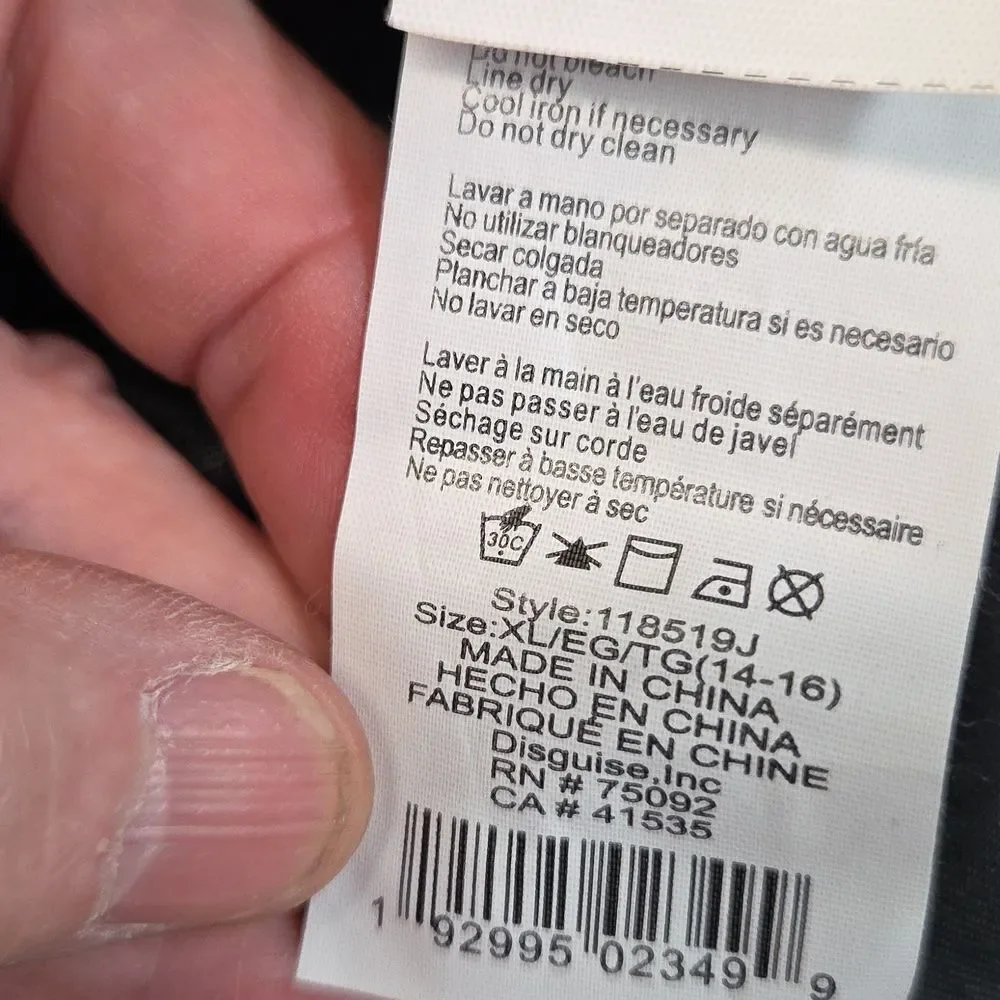 Do not bleach
Line dry
Cool iron if necessary
Do not dry clean
Lavar a mano por separado con agua fría
No utilizar blanqueadores
Secar colgada
Planchar a baja temperatura si es necesario
No lavar en seco
Laver à la main à l'eau froide séparément
Ne pas passer à l'eau de javel
Séchage sur corde
Repasser à basse température si nécessaire
Ne pas nettoyer à sec
30C
Style:118519J
Size:XL/EG/TG(14-16)
MADE IN CHINA
HECHO EN CHINA
FABRIQUÉ EN CHINE
Disguise,Inc
RN # 75092
CA # 41535
1 92995 02349 9